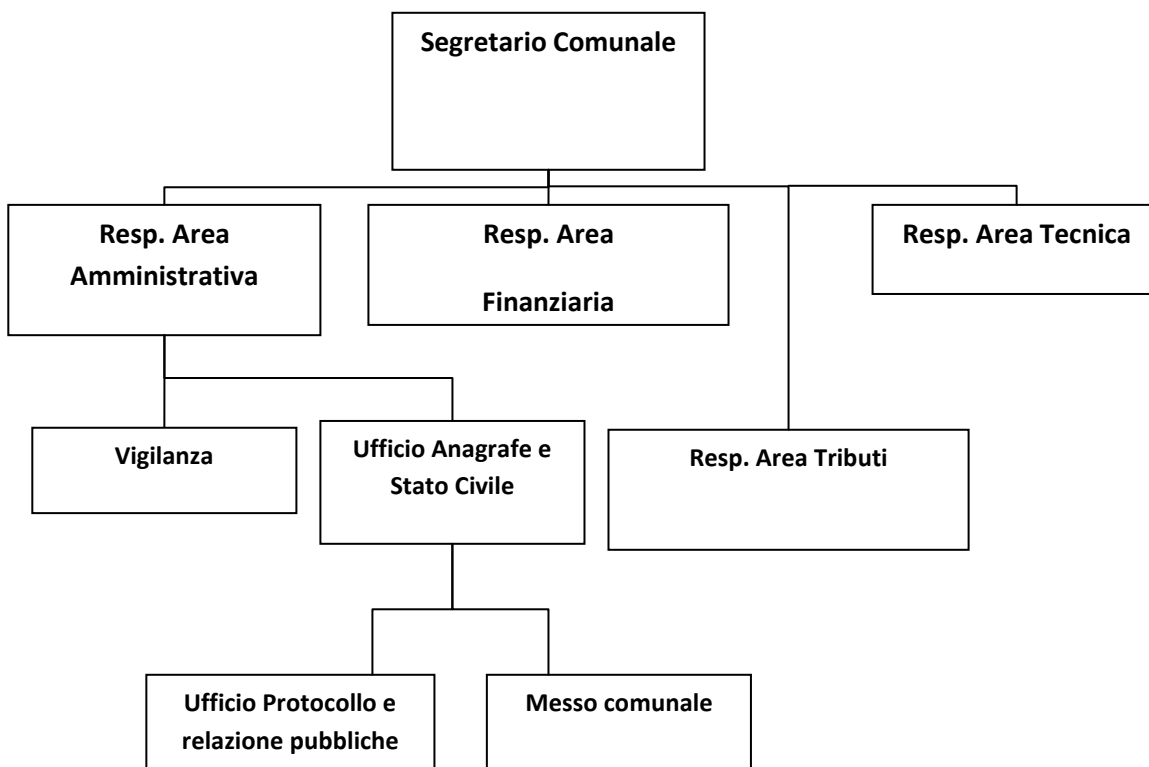 Segretario Comunale
Resp. Area
Amministrativa
Resp. Area
Finanziaria
Resp. Area Tecnica
Vigilanza
Ufficio Anagrafe e
Stato Civile
Resp. Area Tributi
Ufficio Protocollo e
relazione pubbliche
Messo comunale